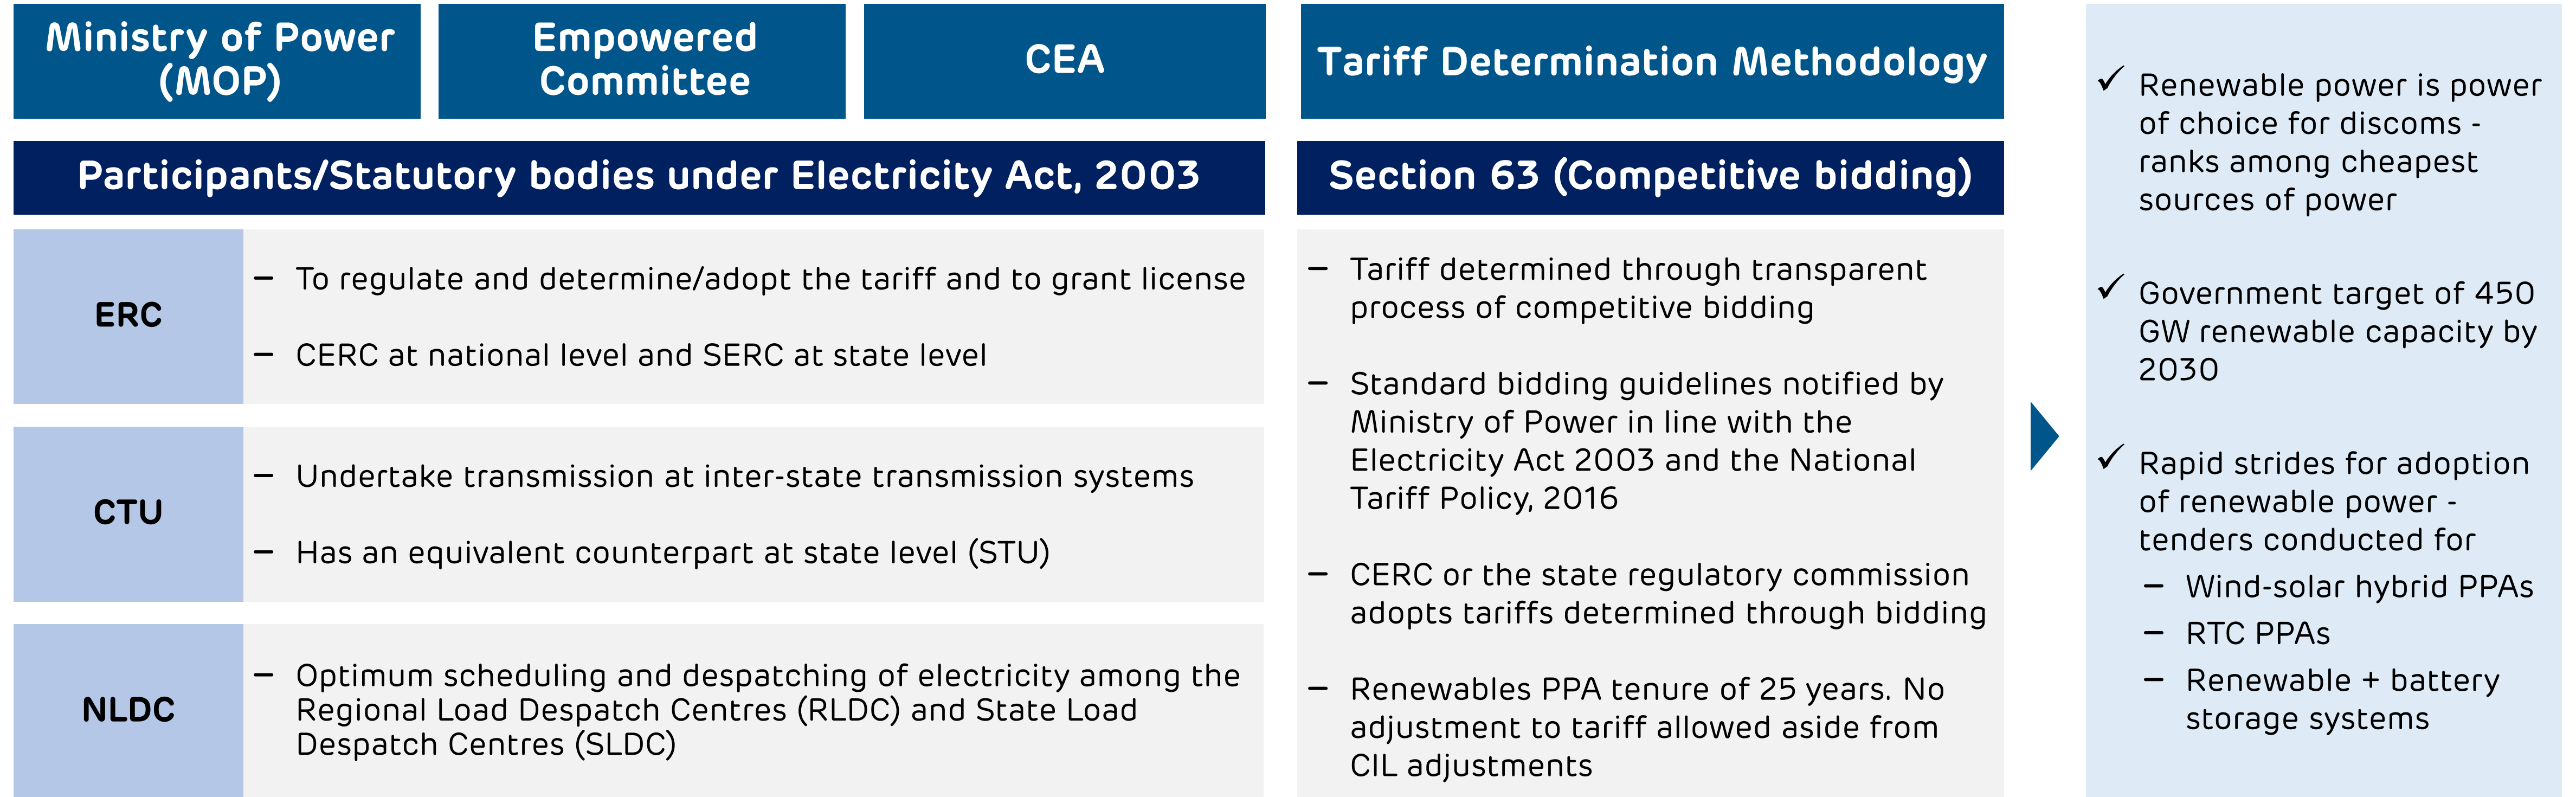 Ministry of Power
(MOP)
Empowered
Committee
CEA
Participants/Statutory bodies under Electricity Act, 2003
ERC
– To regulate and determine/adopt the tariff and to grant license
– CERC at national level and SERC at state level
CTU
– Undertake transmission at inter-state transmission systems
– Has an equivalent counterpart at state level (STU)
NLDC
– Optimum scheduling and despatching of electricity among the
Regional Load Despatch Centres (RLDC) and State Load
Despatch Centres (SLDC)
Tariff Determination Methodology
Section 63 (Competitive bidding)
– Tariff determined through transparent
process of competitive bidding
– Standard bidding guidelines notified by
Ministry of Power in line with the
Electricity Act 2003 and the National
Tariff Policy, 2016
– CERC or the state regulatory commission
adopts tariffs determined through bidding
– Renewables PPA tenure of 25 years. No
adjustment to tariff allowed aside from
CIL adjustments
✓ Renewable power is power
of choice for discoms -
ranks among cheapest
sources of power
✓ Government target of 450
GW renewable capacity by
2030
✓ Rapid strides for adoption
of renewable power -
tenders conducted for
– Wind-solar hybrid PPAs
– RTC PPAs
– Renewable + battery
storage systems